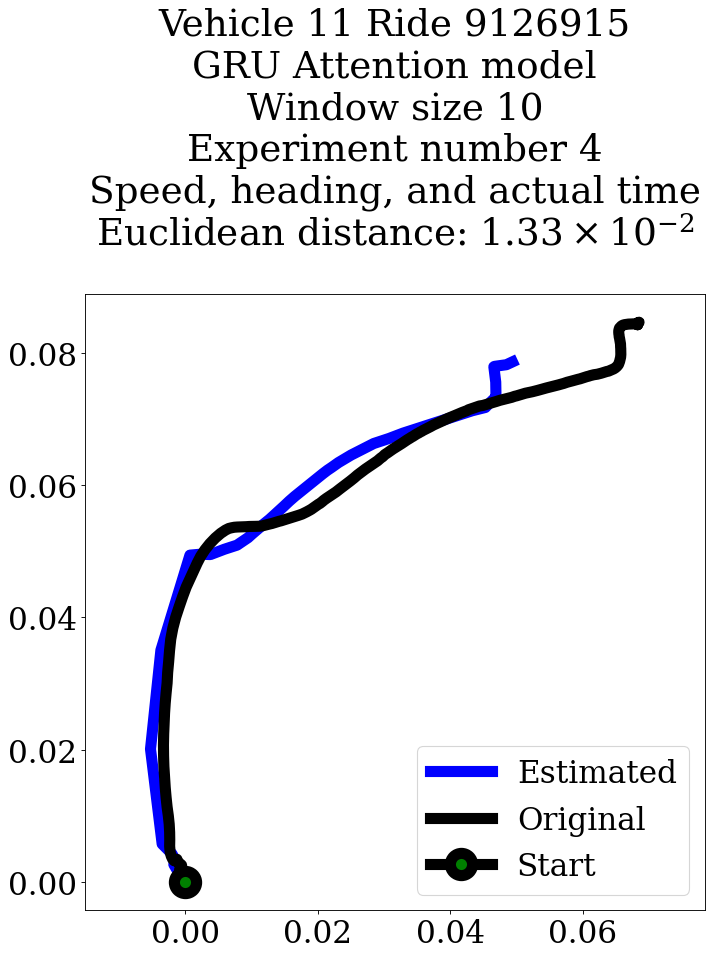 Vehicle 11 Ride 9126915
GRU Attention model
Window size 10
Experiment number 4
Speed, heading, and actual time
Euclidean distance: 1.33 × 10⁻²
0.08
0.06
0.04
0.02
0.00
Estimated
Original
Start
0.00 0.02 0.04 0.06